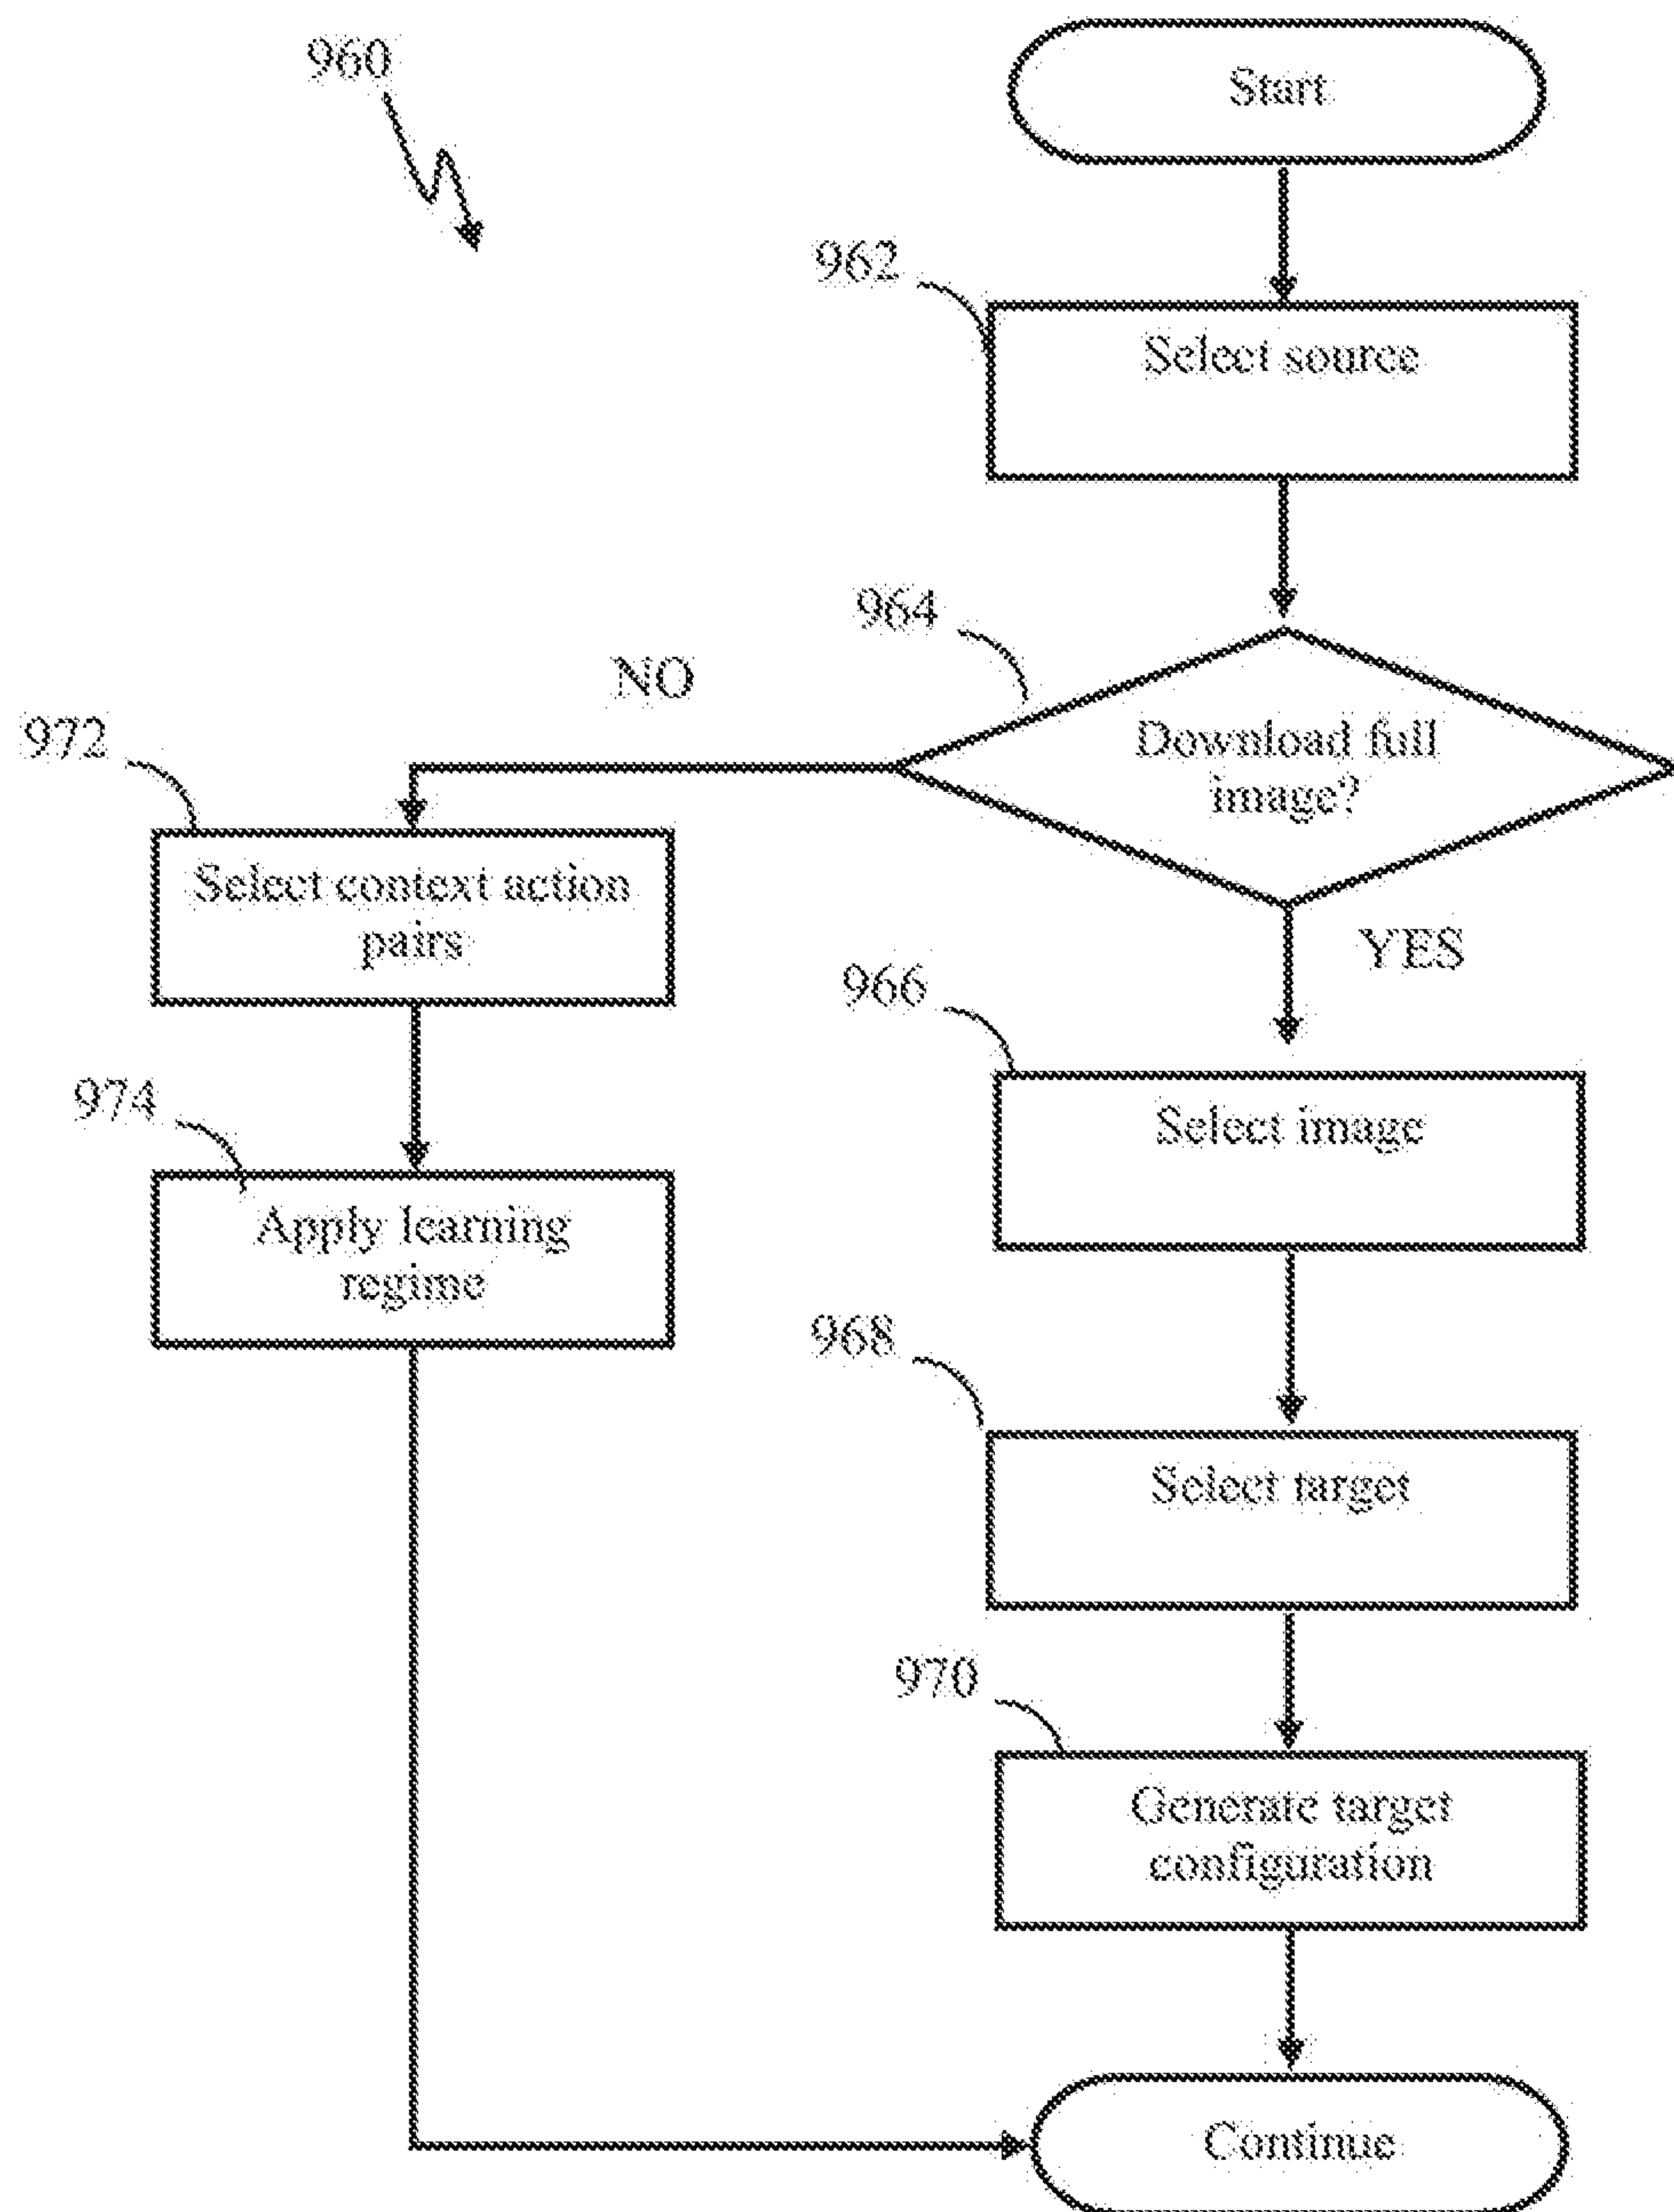 960
Start
962
Select source
964
NO
Download full
image?
972
Select context action
pairs
YES
966
Select image
974
Apply learning
regime
968
Select target
970
Generate target
configuration
Continue